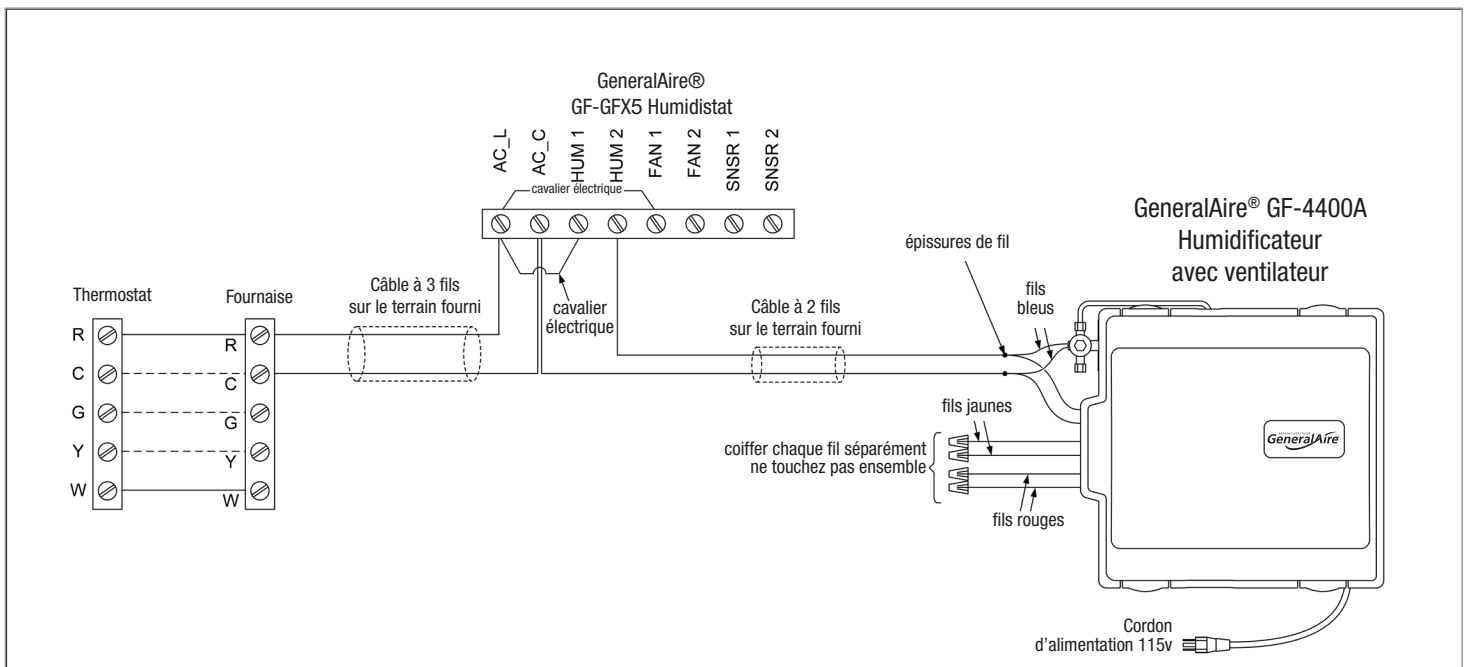 GeneralAire®
GF-GFX5 Humidistat
AC_L
AC_C
HUM 1
HUM 2
FAN 1
FAN 2
SNSR 1
SNSR 2
cavalier électrique
GeneralAire® GF-4400A
Humidificateur
avec ventilateur
épissures de fil
fils
bleus
Thermostat
Fournaise
Câble à 3 fils
sur le terrain fourni
cavalier
électrique
Câble à 2 fils
sur le terrain fourni
R
R
C
C
G
G
Y
Y
W
W
fils jaunes
coiffer chaque fil séparément
ne touchez pas ensemble
fils rouges
GeneralAire
Cordon
d'alimentation 115v